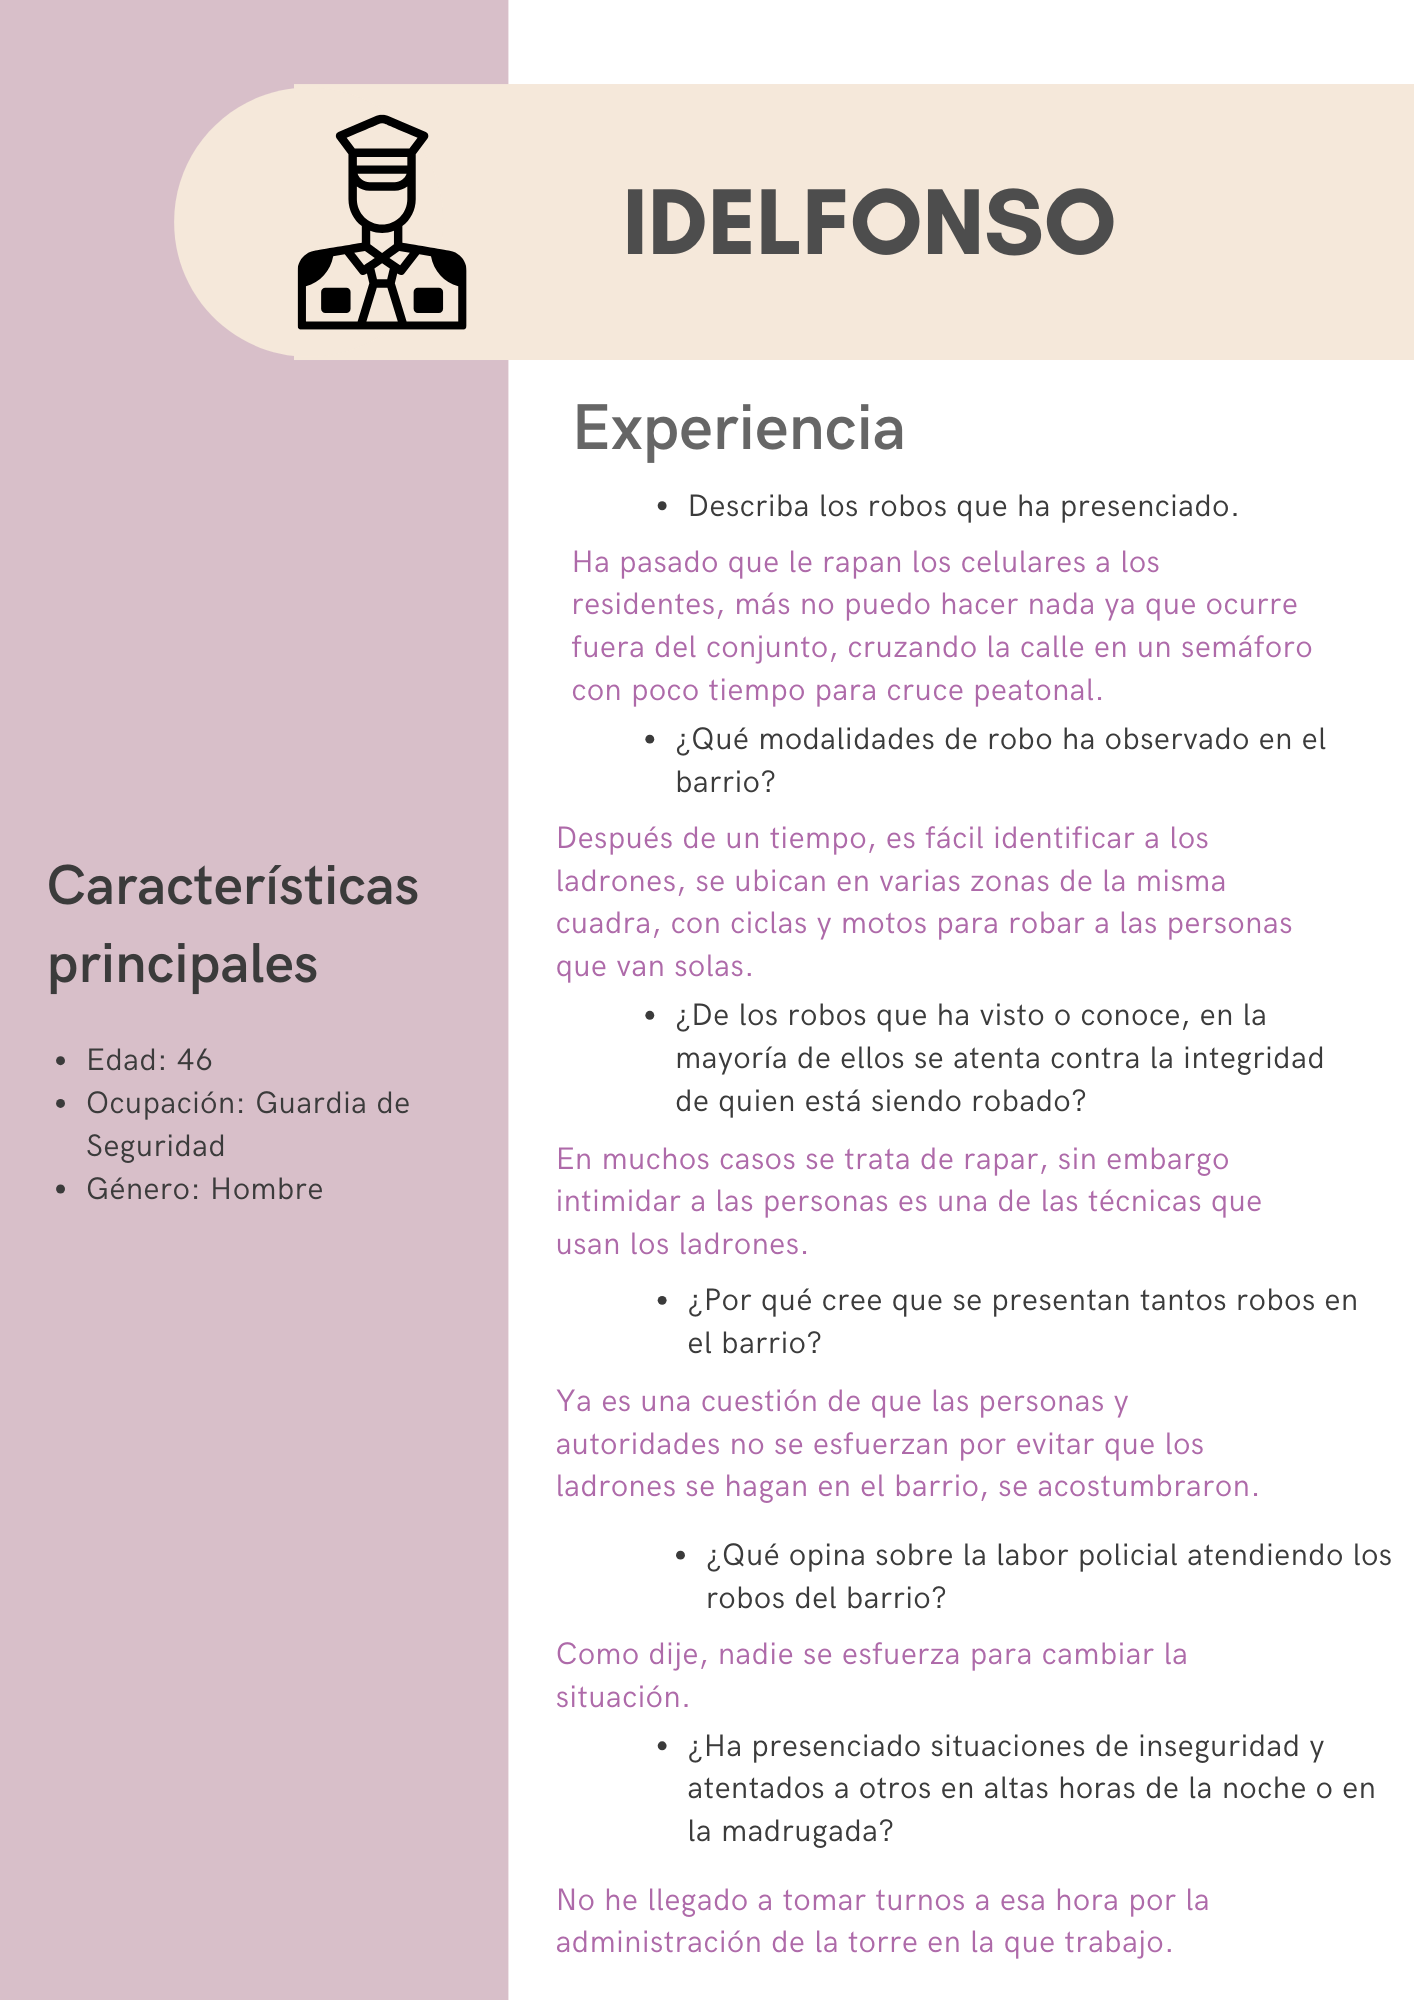 IDELFONSO
Experiencia
• Describa los robos que ha presenciado.
Ha pasado que le rapan los celulares a los
residentes, más no puedo hacer nada ya que ocurre
fuera del conjunto, cruzando la calle en un semáforo
con poco tiempo para cruce peatonal.
• ¿Qué modalidades de robo ha observado en el
barrio?
Después de un tiempo, es fácil identificar a los
ladrones, se ubican en varias zonas de la misma
cuadra, con ciclas y motos para robar a las personas
que van solas.
• ¿De los robos que ha visto o conoce, en la
mayoría de ellos se atenta contra la integridad
de quien está siendo robado?
En muchos casos se trata de rapar, sin embargo
intimidar a las personas es una de las técnicas que
usan los ladrones.
• ¿Por qué cree que se presentan tantos robos en
el barrio?
Ya es una cuestión de que las personas y
autoridades no se esfuerzan por evitar que los
ladrones se hagan en el barrio, se acostumbraron.
• ¿Qué opina sobre la labor policial atendiendo los
robos del barrio?
Como dije, nadie se esfuerza para cambiar la
situación.
• ¿Ha presenciado situaciones de inseguridad y
atentados a otros en altas horas de la noche o en
la madrugada?
No he llegado a tomar turnos a esa hora por la
administración de la torre en la que trabajo.
Características
principales
• Edad: 46
• Ocupación: Guardia de
Seguridad
• Género: Hombre